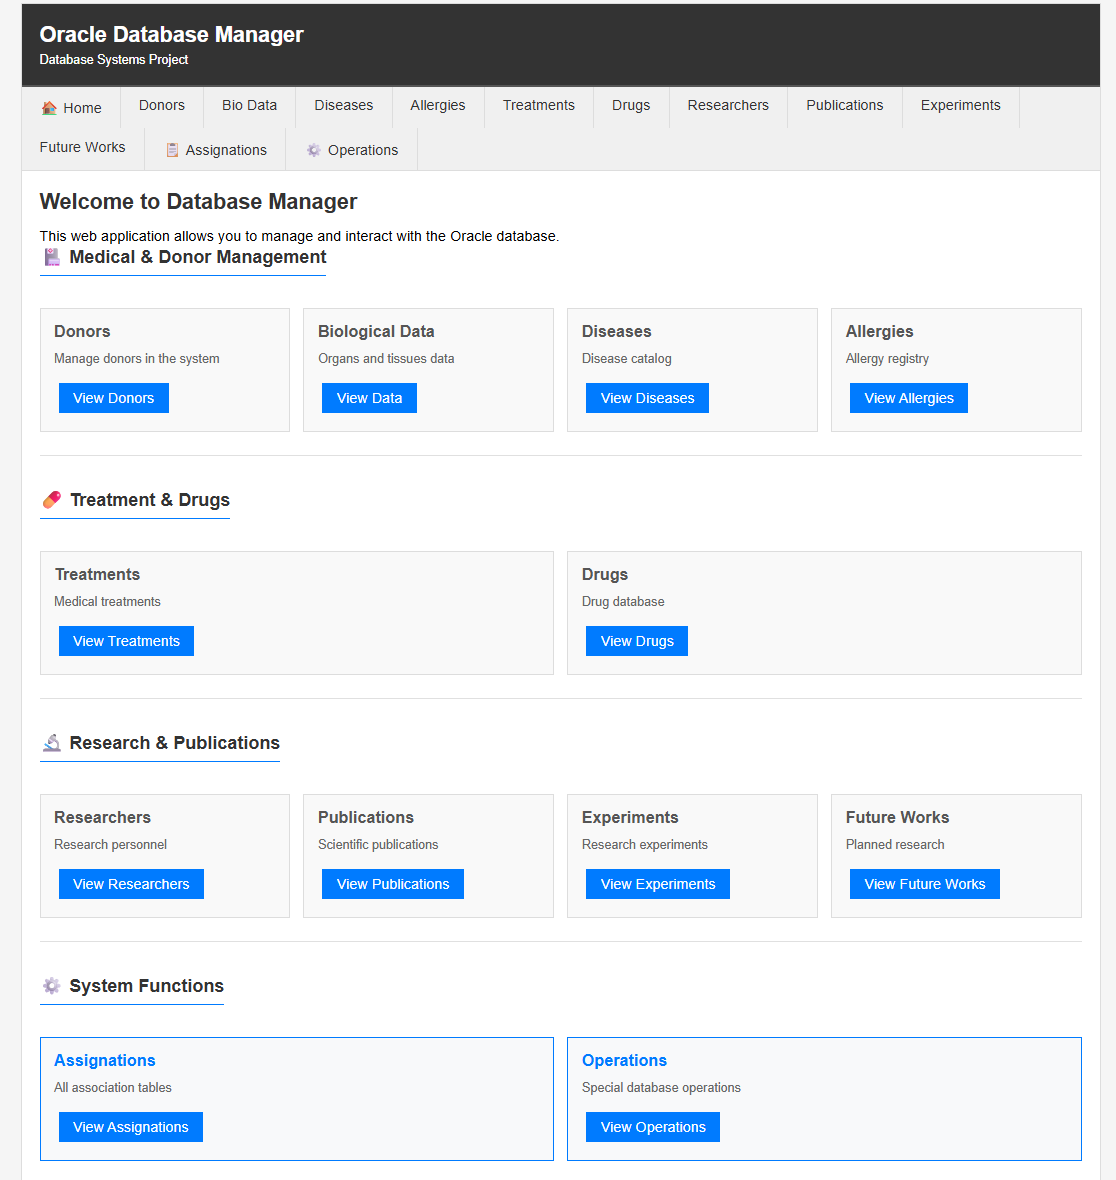 Oracle Database Manager
Database Systems Project
Home Donors Bio Data Diseases Allergies Treatments Drugs Researchers Publications Experiments
Future Works Assignations Operations
Welcome to Database Manager
This web application allows you to manage and interact with the Oracle database.
Medical & Donor Management
Donors
Manage donors in the system
View Donors
Biological Data
Organs and tissues data
View Data
Diseases
Disease catalog
View Diseases
Allergies
Allergy registry
View Allergies
Treatment & Drugs
Treatments
Medical treatments
View Treatments
Drugs
Drug database
View Drugs
Research & Publications
Researchers
Research personnel
View Researchers
Publications
Scientific publications
View Publications
Experiments
Research experiments
View Experiments
Future Works
Planned research
View Future Works
System Functions
Assignations
All association tables
View Assignations
Operations
Special database operations
View Operations